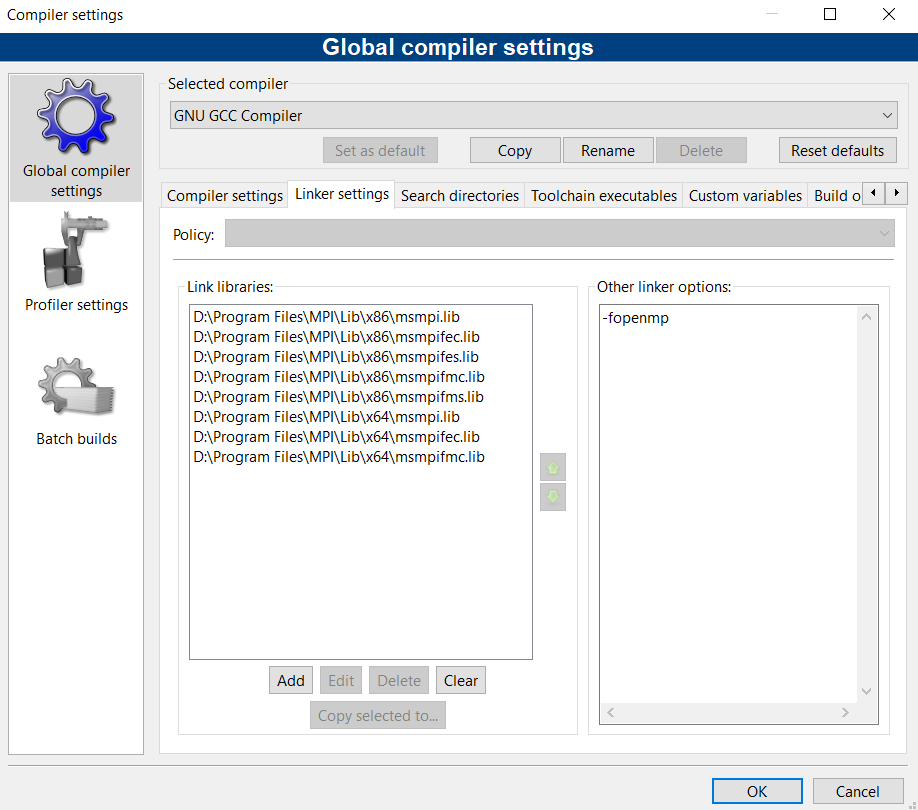 Compiler settings
Global compiler settings
Global compiler
settings
Profiler settings
Batch builds
Selected compiler
GNU GCC Compiler
Set as default
Copy
Rename
Delete
Reset defaults
Compiler settings
Linker settings
Search directories
Toolchain executables
Custom variables
Build o
Policy:
Link libraries:
D:\Program Files\MPI\Lib\x86\msmpi.lib
D:\Program Files\MPI\Lib\x86\msmpifec.lib
D:\Program Files\MPI\Lib\x86\msmpifes.lib
D:\Program Files\MPI\Lib\x86\msmpifmc.lib
D:\Program Files\MPI\Lib\x86\msmpifms.lib
D:\Program Files\MPI\Lib\x64\msmpi.lib
D:\Program Files\MPI\Lib\x64\msmpifec.lib
D:\Program Files\MPI\Lib\x64\msmpifmc.lib
Add
Edit
Delete
Clear
Copy selected to...
Other linker options:
-fopenmp
OK
Cancel